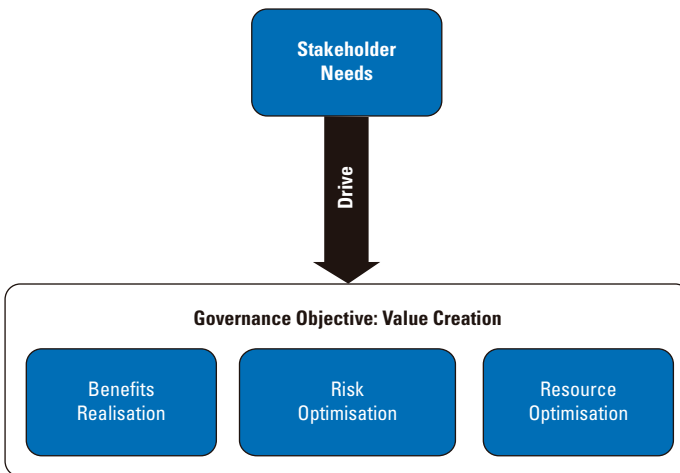 Stakeholder
Needs
Drive
Governance Objective: Value Creation
Benefits
Realisation
Risk
Optimisation
Resource
Optimisation